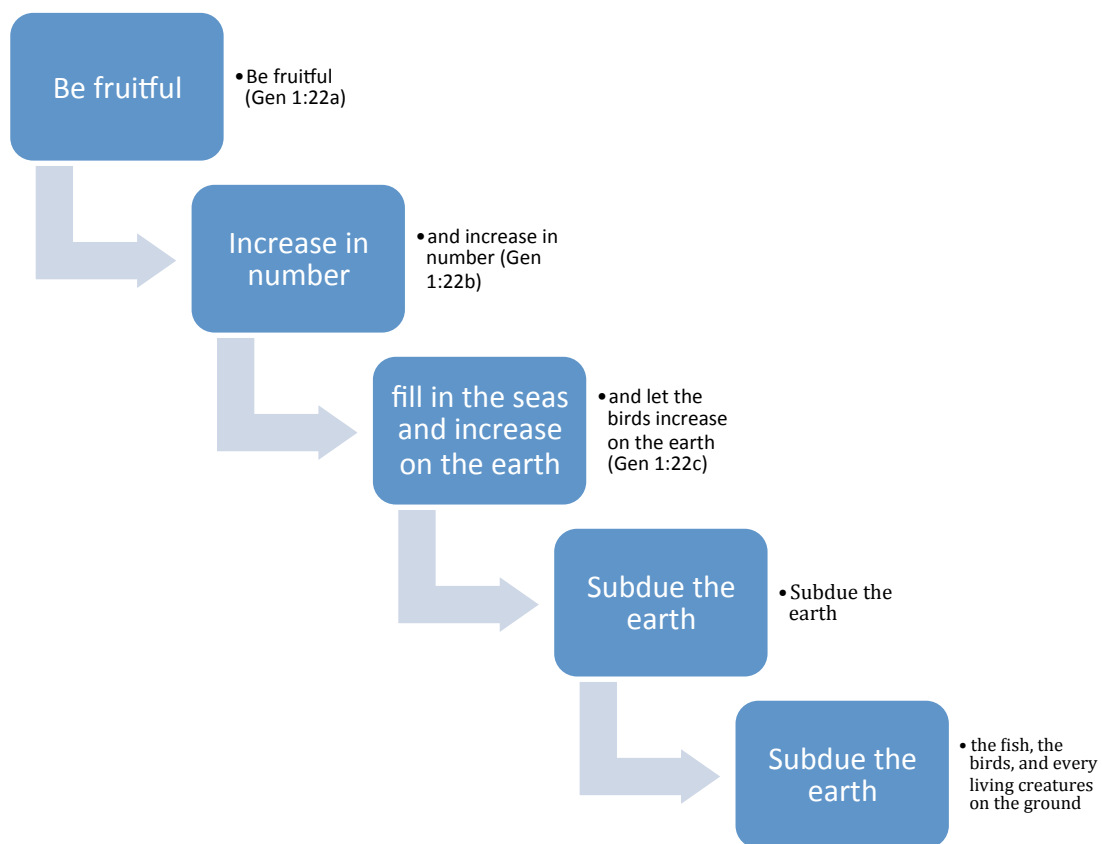 Be fruitful
• Be fruitful
(Gen 1:22a)
Increase in
number
• and increase in
number (Gen
1:22b)
fill in the seas
and increase
on the earth
• and let the
birds increase
on the earth
(Gen 1:22c)
Subdue the
earth
• Subdue the
earth
Subdue the
earth
• the fish, the
birds, and every
living creatures
on the ground